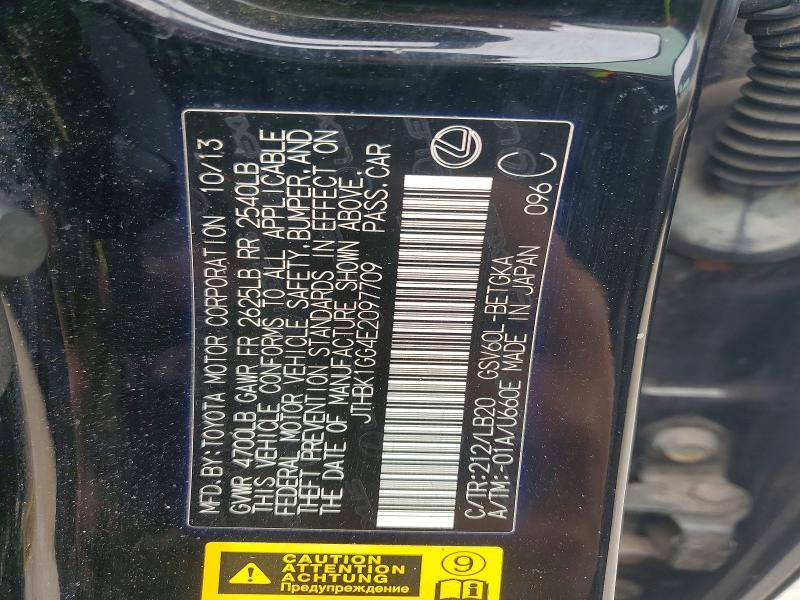 MFD.BY:TOYOTA MOTOR CORPORATION 10/13
GVWR 4700LB GAWR FR 2625LB RR 2540LB
THIS VEHICLE CONFORMS TO ALL APPLICABLE
FEDERAL MOTOR VEHICLE SAFETY,BUMPER,AND
THEFT PREVENTION STANDARDS IN EFFECT ON
THE DATE OF MANUFACTURE SHOWN ABOVE.
JTHBK1GG4E2097709 PASS.CAR
C/TR:212/LB20 GSV60L-BETGKA
A/TM:-01A/U660E MADE IN JAPAN 096 C
CAUTION
ATTENTION
ACHTUNG
Предупреждение
9